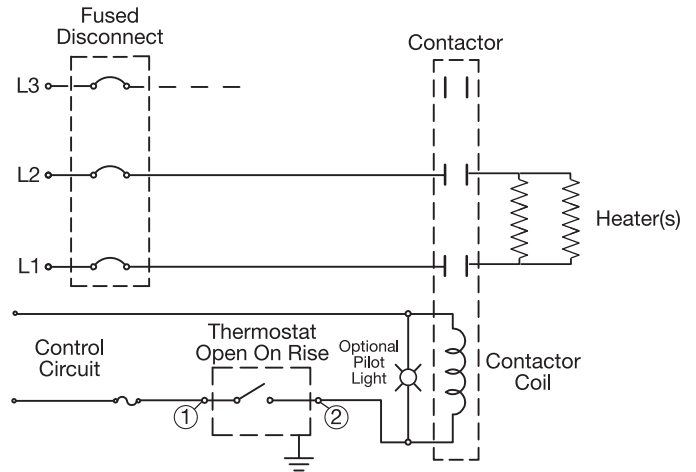 Fused
Disconnect
Contactor
L3
L2
Heater(s)
L1
Control
Circuit
Thermostat
Open On Rise
Optional
Pilot
Light
Contactor
Coil
1
2